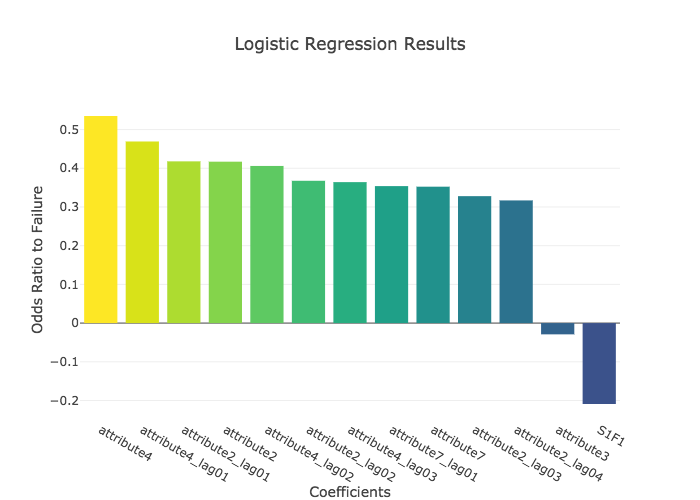 Logistic Regression Results
Odds Ratio to Failure
0.5
0.4
0.3
0.2
0.1
0
−0.1
−0.2
attribute4
attribute4_lag01
attribute2_lag01
attribute2
attribute4_lag02
attribute2_lag02
attribute4_lag03
attribute7_lag01
attribute7
attribute2_lag03
attribute2_lag04
attribute3
S1F1
Coefficients